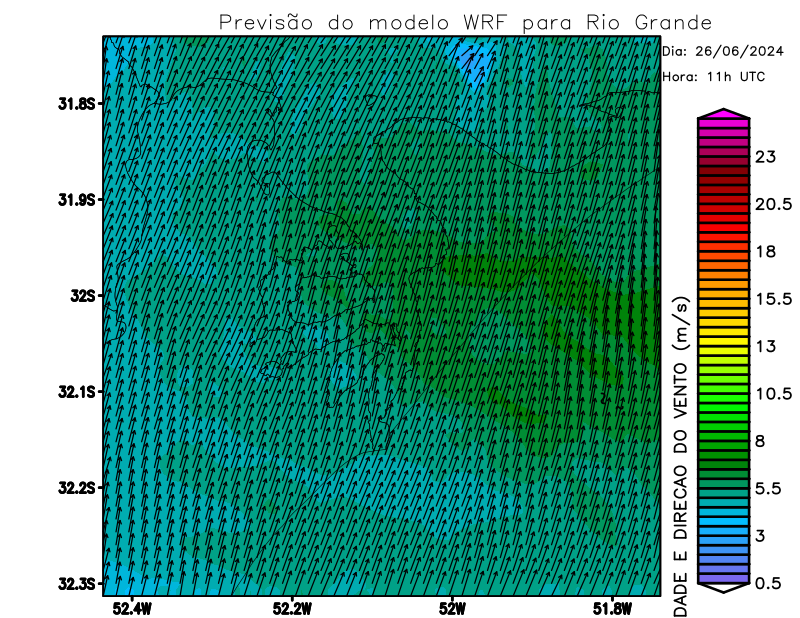 Previsão do modelo WRF para Rio Grande
Dia: 26/06/2024
Hora: 11h UTC
31.8S
31.9S
32S
32.1S
32.2S
32.3S
52.4W
52.2W
52W
51.8W
23
20.5
18
15.5
13
10.5
8
5.5
3
0.5
DADE E DIRECAO DO VENTO (m/s)